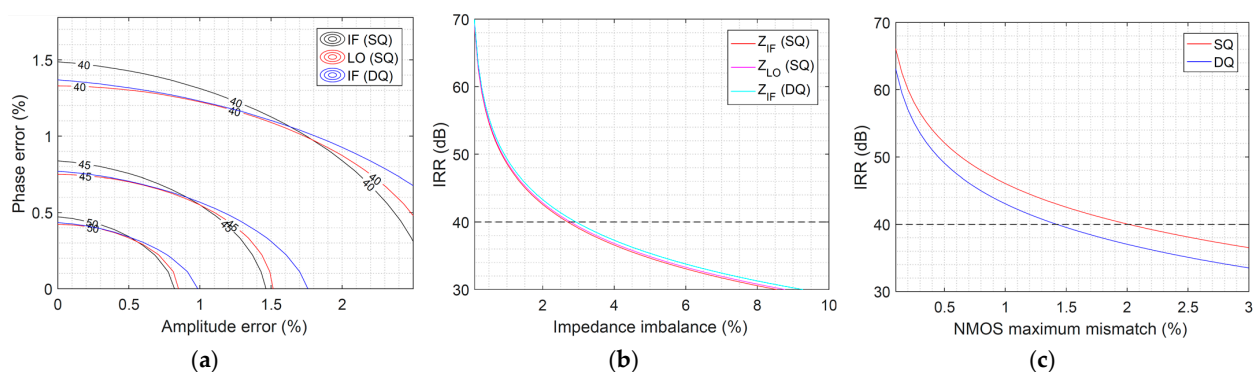 1.5
1
0.5
0
0
0.5
1
1.5
2
Phase error (%)
Amplitude error (%)
IF (SQ)
LO (SQ)
IF (DQ)
40
40
40
40
40
40
45
45
45
45
50
50
(a)
70
60
50
40
30
2
4
6
8
10
IRR (dB)
Impedance imbalance (%)
Z_IF (SQ)
Z_LO (SQ)
Z_IF (DQ)
(b)
70
60
50
40
30
0.5
1
1.5
2
2.5
3
IRR (dB)
NMOS maximum mismatch (%)
SQ
DQ
(c)